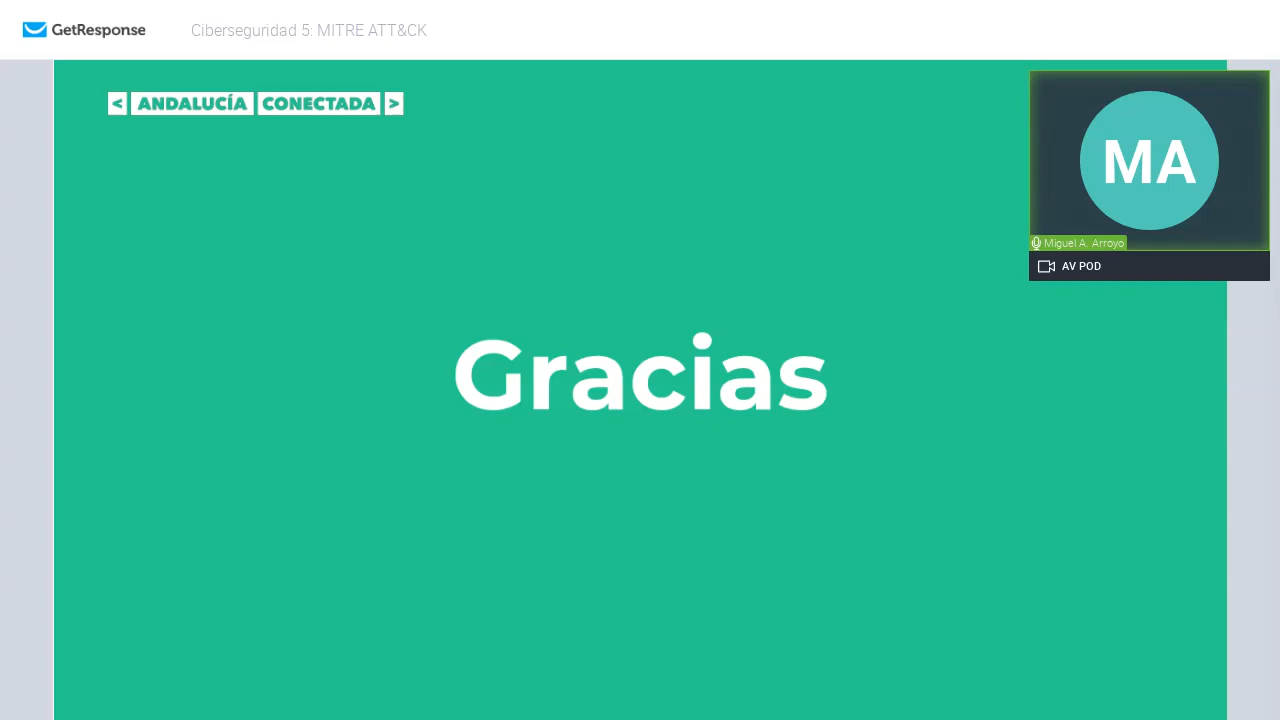 GetResponse
Ciberseguridad 5: MITRE ATT&CK
< ANDALUCÍA CONECTADA >
MA
Miguel A. Arroyo
AV POD
Gracias